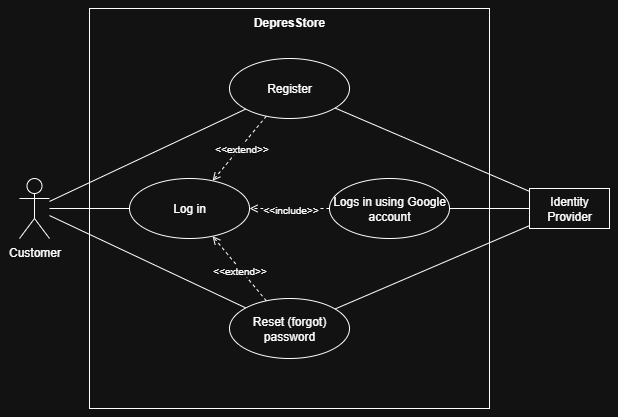 DepresStore
Register
<<extend>>
Log in
<<include>>
Logs in using Google
account
Identity
Provider
Customer
<<extend>>
Reset (forgot)
password